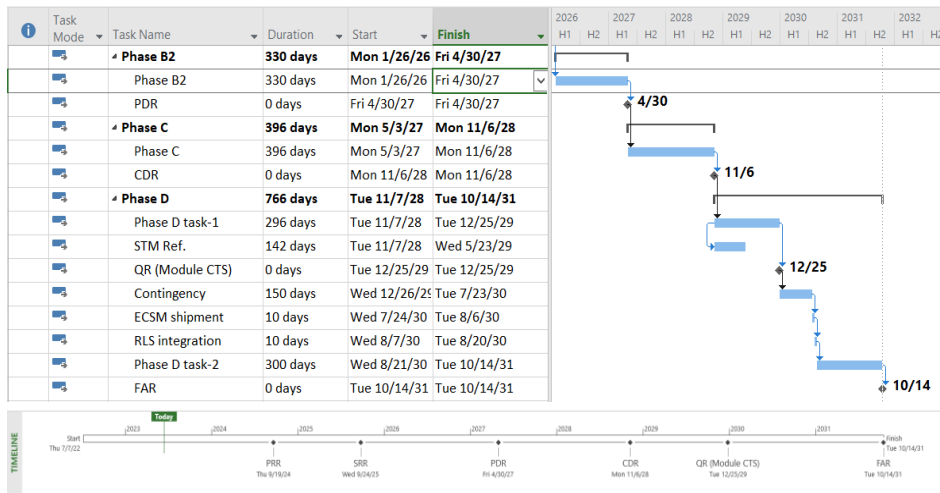 Task Mode Task Name Duration Start Finish
2026 2027 2028 2029 2030 2031 2032
H1 H2 H1 H2 H1 H2 H1 H2 H1 H2 H1 H2 H1 H2
Phase B2 330 days Mon 1/26/26 Fri 4/30/27
Phase B2 330 days Mon 1/26/26 Fri 4/30/27
PDR 0 days Fri 4/30/27 Fri 4/30/27 4/30
Phase C 396 days Mon 5/3/27 Mon 11/6/28
Phase C 396 days Mon 5/3/27 Mon 11/6/28
CDR 0 days Mon 11/6/28 Mon 11/6/28 11/6
Phase D 766 days Tue 11/7/28 Tue 10/14/31
Phase D task-1 296 days Tue 11/7/28 Tue 12/25/29
STM Ref. 142 days Tue 11/7/28 Wed 5/23/29
QR (Module CTS) 0 days Tue 12/25/29 Tue 12/25/29 12/25
Contingency 150 days Wed 12/26/29 Tue 7/23/30
ECSM shipment 10 days Wed 7/24/30 Tue 8/6/30
RLS integration 10 days Wed 8/7/30 Tue 8/20/30
Phase D task-2 300 days Wed 8/21/30 Tue 10/14/31
FAR 0 days Tue 10/14/31 Tue 10/14/31 10/14
TIMELINE
Today
2023 2024 2025 2026 2027 2028 2029 2030 2031
Start Finish
Thu 7/7/22 Tue 10/14/31
PRR SRR PDR CDR QR (Module CTS) FAR
Thu 9/19/24 Wed 9/24/25 Fri 4/30/27 Mon 11/6/28 Tue 12/25/29 Tue 10/14/31